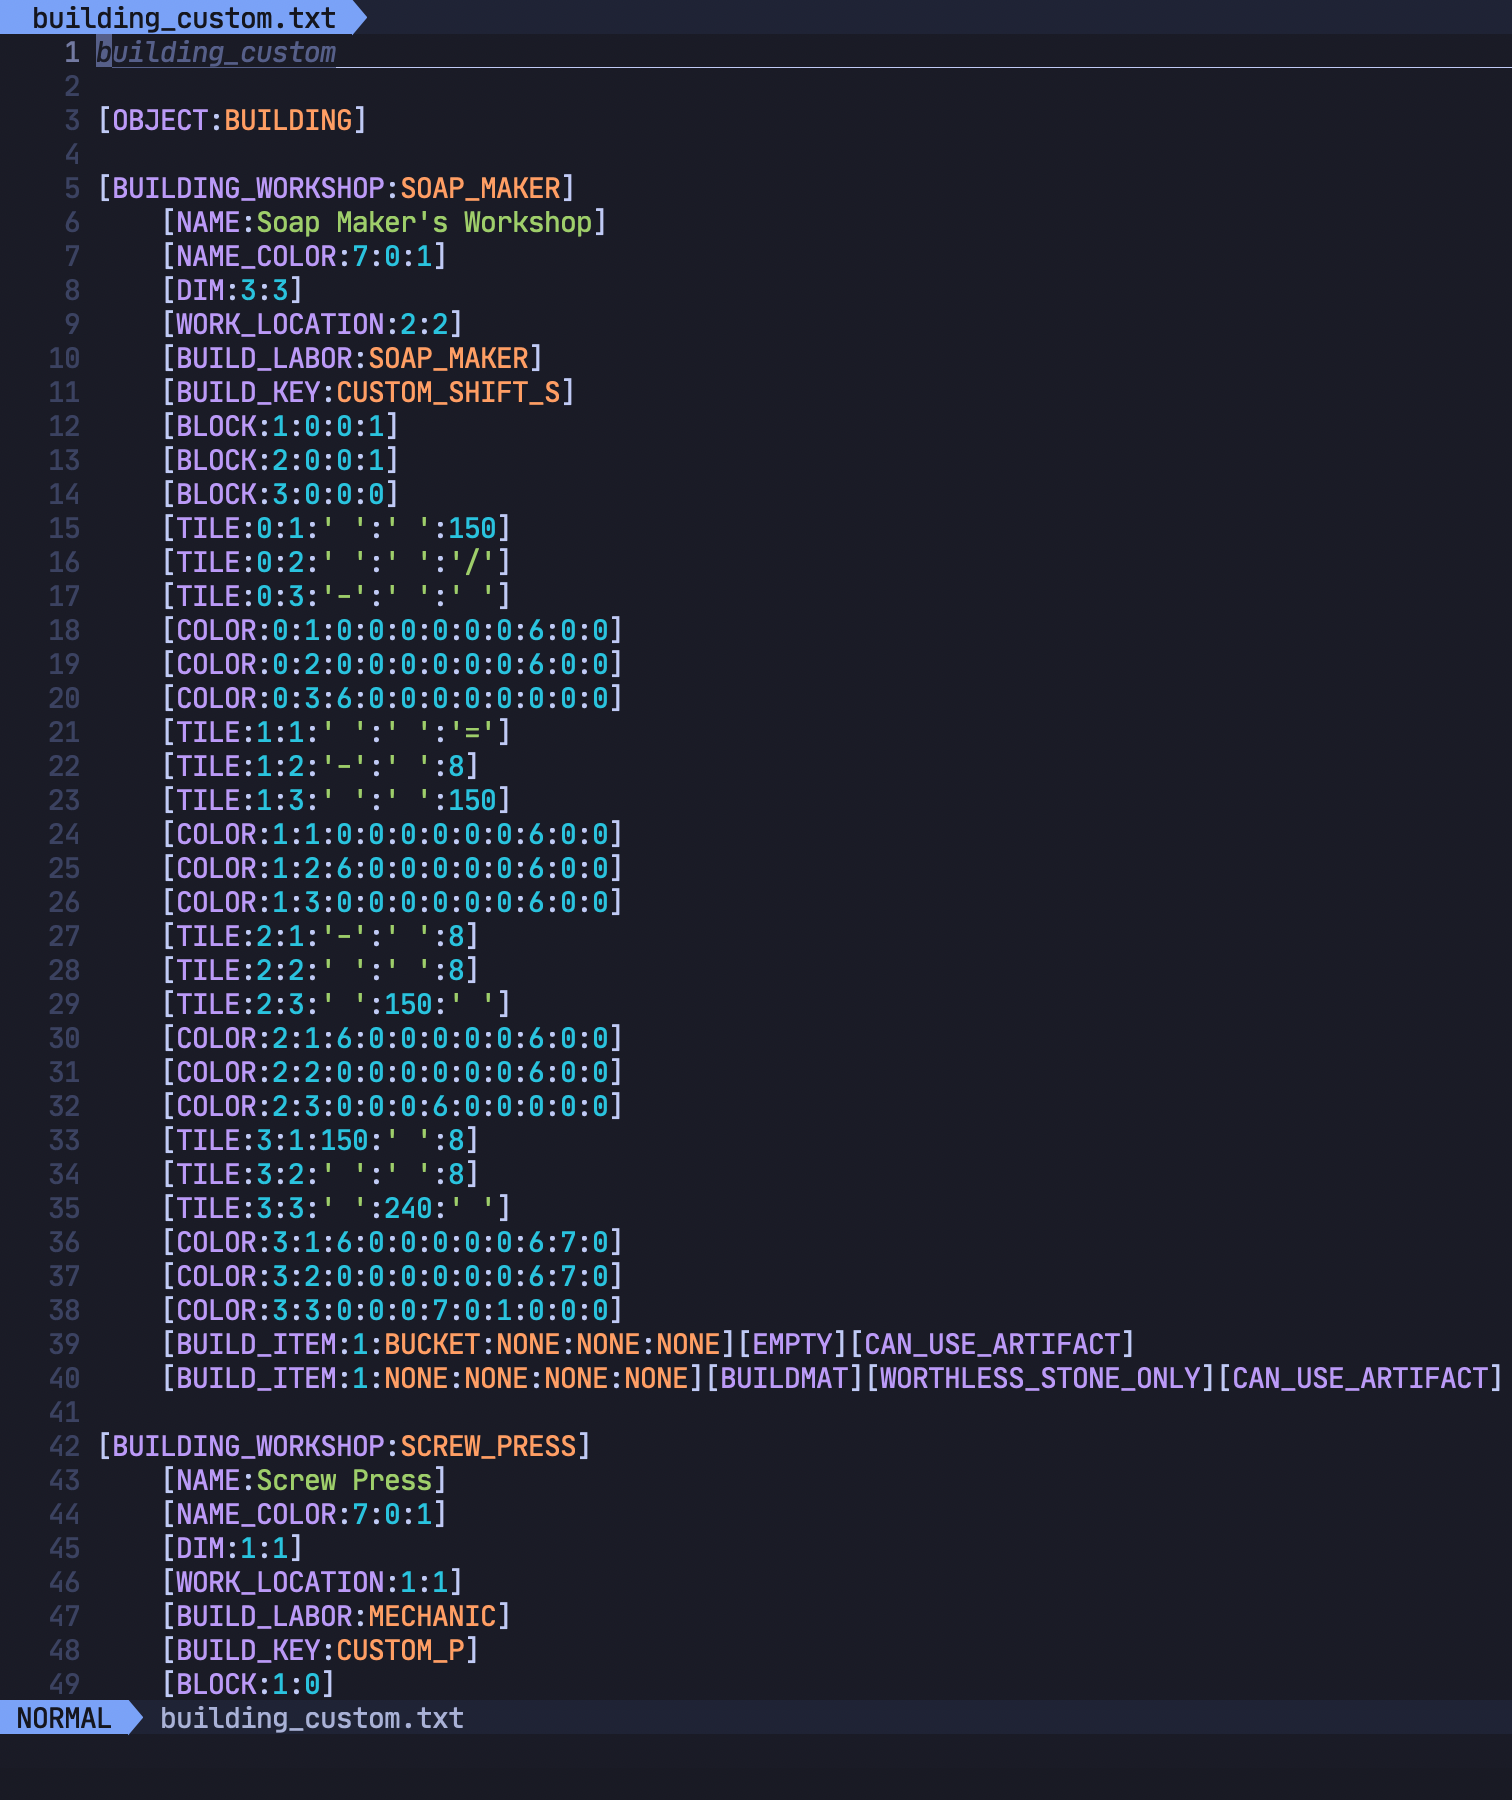 building_custom.txt
1 building_custom
2
3 [OBJECT:BUILDING]
4
5 [BUILDING_WORKSHOP:SOAP_MAKER]
6     [NAME:Soap Maker's Workshop]
7     [NAME_COLOR:7:0:1]
8     [DIM:3:3]
9     [WORK_LOCATION:2:2]
10     [BUILD_LABOR:SOAP_MAKER]
11     [BUILD_KEY:CUSTOM_SHIFT_S]
12     [BLOCK:1:0:0:1]
13     [BLOCK:2:0:0:1]
14     [BLOCK:3:0:0:0]
15     [TILE:0:1:' ':' ':150]
16     [TILE:0:2:' ':' ':'/']
17     [TILE:0:3:'-':' ':' ']
18     [COLOR:0:1:0:0:0:0:0:0:6:0:0]
19     [COLOR:0:2:0:0:0:0:0:0:6:0:0]
20     [COLOR:0:3:6:0:0:0:0:0:0:0:0]
21     [TILE:1:1:' ':' ':'=']
22     [TILE:1:2:'-':' ':8]
23     [TILE:1:3:' ':' ':150]
24     [COLOR:1:1:0:0:0:0:0:0:6:0:0]
25     [COLOR:1:2:6:0:0:0:0:0:6:0:0]
26     [COLOR:1:3:0:0:0:0:0:0:6:0:0]
27     [TILE:2:1:'-':' ':8]
28     [TILE:2:2:' ':' ':8]
29     [TILE:2:3:' ':150:' ']
30     [COLOR:2:1:6:0:0:0:0:0:6:0:0]
31     [COLOR:2:2:0:0:0:0:0:0:6:0:0]
32     [COLOR:2:3:0:0:0:6:0:0:0:0:0]
33     [TILE:3:1:150:' ':8]
34     [TILE:3:2:' ':' ':8]
35     [TILE:3:3:' ':240:' ']
36     [COLOR:3:1:6:0:0:0:0:0:6:7:0]
37     [COLOR:3:2:0:0:0:0:0:0:6:7:0]
38     [COLOR:3:3:0:0:0:7:0:1:0:0:0]
39     [BUILD_ITEM:1:BUCKET:NONE:NONE:NONE][EMPTY][CAN_USE_ARTIFACT]
40     [BUILD_ITEM:1:NONE:NONE:NONE:NONE][BUILDMAT][WORTHLESS_STONE_ONLY][CAN_USE_ARTIFACT]
41
42 [BUILDING_WORKSHOP:SCREW_PRESS]
43     [NAME:Screw Press]
44     [NAME_COLOR:7:0:1]
45     [DIM:1:1]
46     [WORK_LOCATION:1:1]
47     [BUILD_LABOR:MECHANIC]
48     [BUILD_KEY:CUSTOM_P]
49     [BLOCK:1:0]
NORMAL building_custom.txt